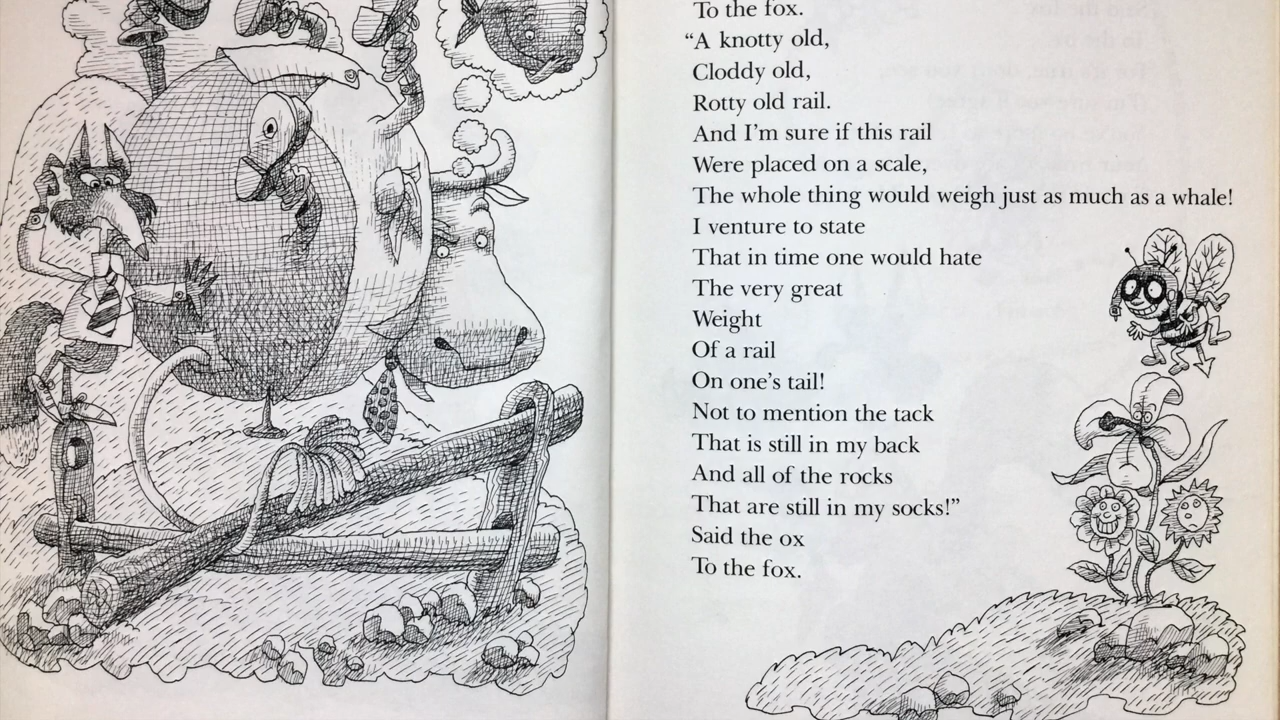 To the fox.
“A knotty old,
Cloddy old,
Rotty old rail.
And I’m sure if this rail
Were placed on a scale,
The whole thing would weigh just as much as a whale!
I venture to state
That in time one would hate
The very great
Weight
Of a rail
On one’s tail!
Not to mention the tack
That is still in my back
And all of the rocks
That are still in my socks!”
Said the ox
To the fox.